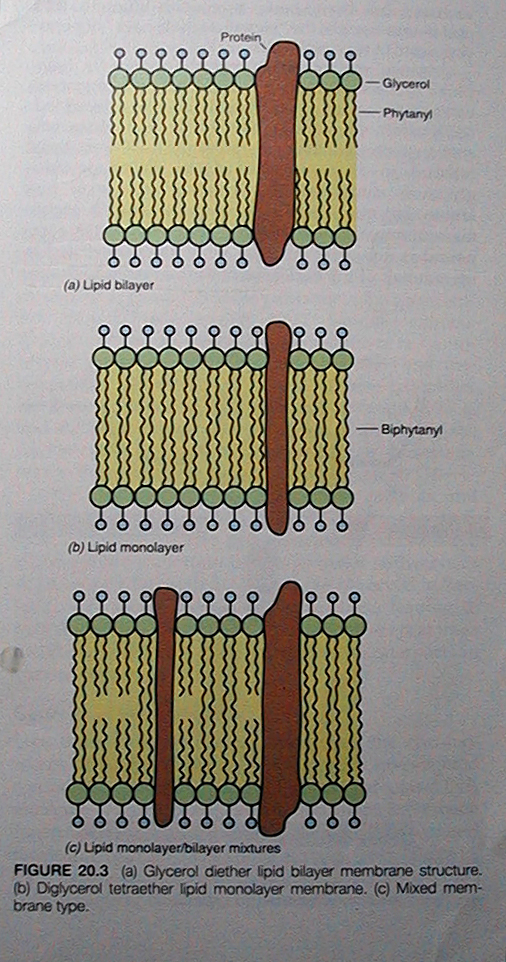 Protein
Glycerol
Phytanyl
(a) Lipid bilayer
Biphytanyl
(b) Lipid monolayer
(c) Lipid monolayer/bilayer mixtures
FIGURE 20.3 (a) Glycerol diether lipid bilayer membrane structure.
(b) Diglycerol tetraether lipid monolayer membrane. (c) Mixed mem-
brane type.